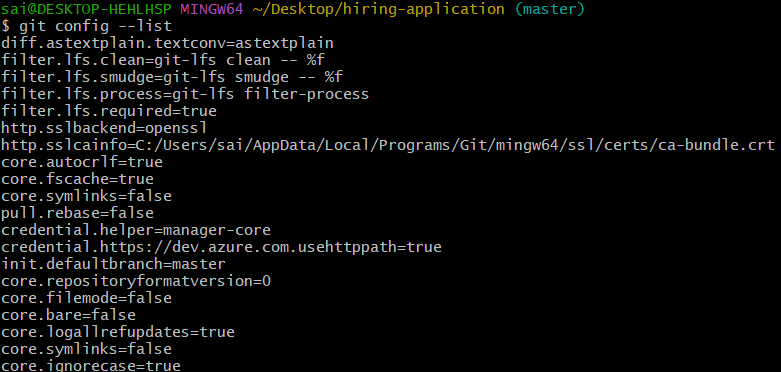 sai@DESKTOP-HEHLHSP MINGW64 ~/Desktop/hiring-application (master)
$ git config --list
diff.astextplain.textconv=astextplain
filter.lfs.clean=git-lfs clean -- %f
filter.lfs.smudge=git-lfs smudge -- %f
filter.lfs.process=git-lfs filter-process
filter.lfs.required=true
http.sslbackend=openssl
http.sslcainfo=C:/Users/sai/AppData/Local/Programs/Git/mingw64/ssl/certs/ca-bundle.crt
core.autocrlf=true
core.fscache=true
core.symlinks=false
pull.rebase=false
credential.helper=manager-core
credential.https://dev.azure.com.usehttppath=true
init.defaultbranch=master
core.repositoryformatversion=0
core.filemode=false
core.bare=false
core.logallrefupdates=true
core.symlinks=false
core.ignorecase=true